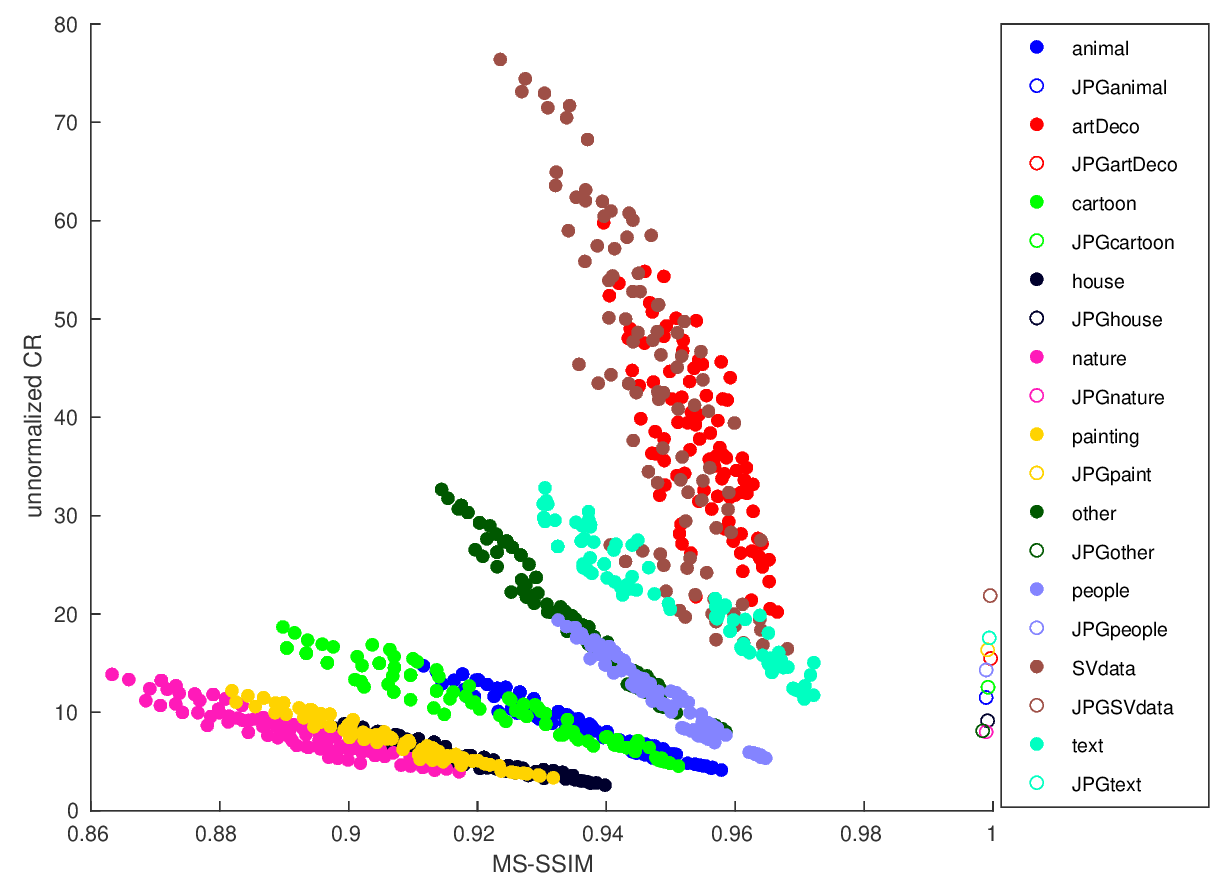 80
70
60
50
40
30
20
10
0
unnormalized CR
0.86
0.88
0.9
0.92
0.94
0.96
0.98
1
MS-SSIM
animal
JPGanimal
artDeco
JPGartDeco
cartoon
JPGcartoon
house
JPGhouse
nature
JPGnature
painting
JPGpaint
other
JPGother
people
JPGpeople
SVdata
JPGSVdata
text
JPGtext